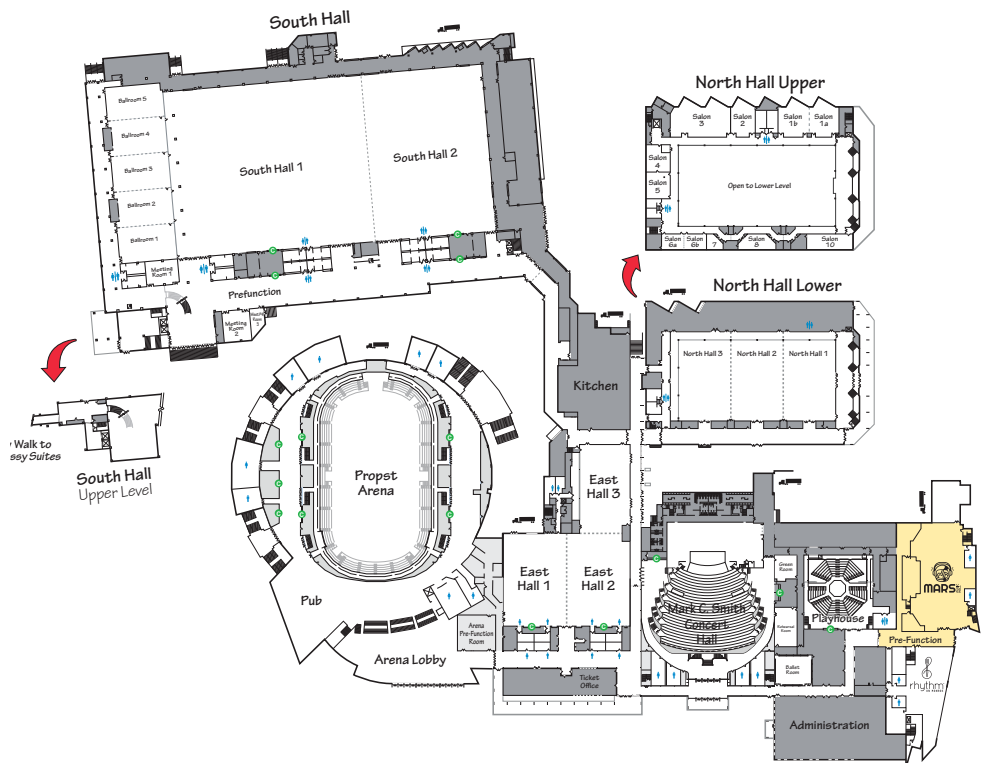 South Hall
Ballroom 5
Ballroom 4
Ballroom 3
Ballroom 2
Ballroom 1
South Hall 1
South Hall 2
Meeting
Room 1
Prefunction
Meeting
Room 2
North Hall Upper
Salon
3
Salon
2
Salon
1b
Salon
1a
Salon
4
Salon
5
Open to Lower Level
Salon
6a
Salon
6b
7
Salon
8
Salon
10
North Hall Lower
North Hall 3
North Hall 2
North Hall 1
Kitchen
Walk to
ssy Suites
South Hall
Upper Level
Propst
Arena
Pub
Arena Lobby
Arena
Pre-Function
Room
East
Hall 3
East
Hall 1
East
Hall 2
Ticket
Office
Mark C. Smith
Concert
Hall
Green
Room
Rehearsal
Room
Ballet
Room
Playhouse
MARS
Pre-Function
rhythm
Administration